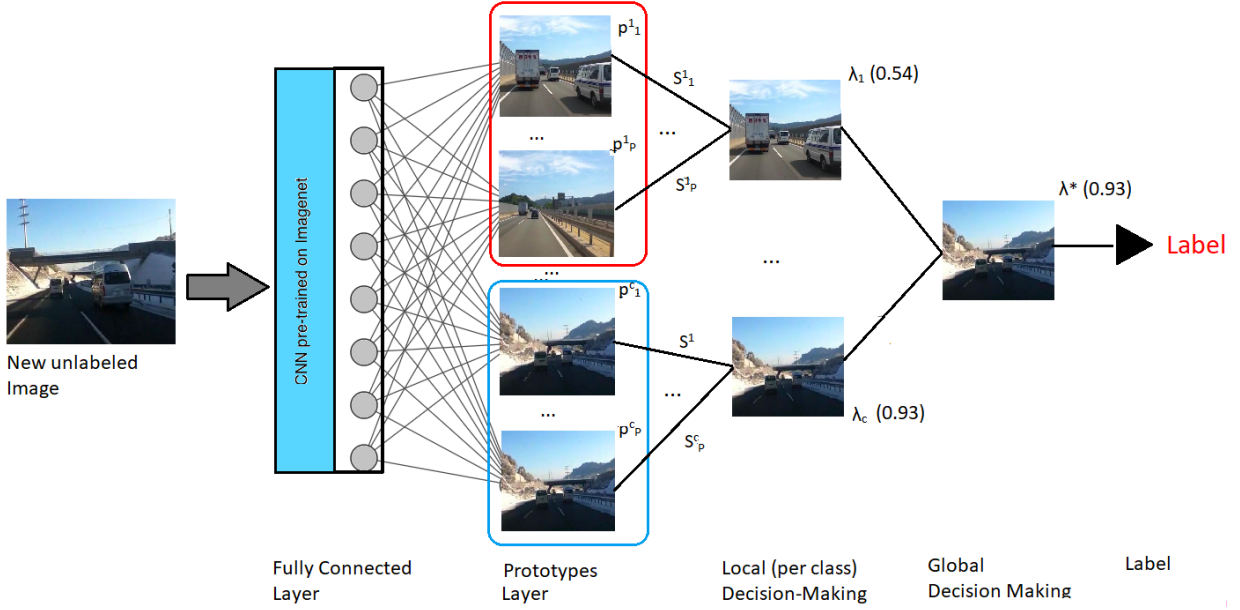 New unlabeled
Image
CNN pre-trained on Imagenet
p¹₁
...
p¹ₚ
... ...
pᶜ₁
...
pᶜₚ
S¹₁
...
S¹ₚ
S¹
...
Sᶜₚ
λ₁ (0.54)
...
λ꜀ (0.93)
λ* (0.93)
Label
Fully Connected
Layer
Prototypes
Layer
Local (per class)
Decision-Making
Global
Decision Making
Label